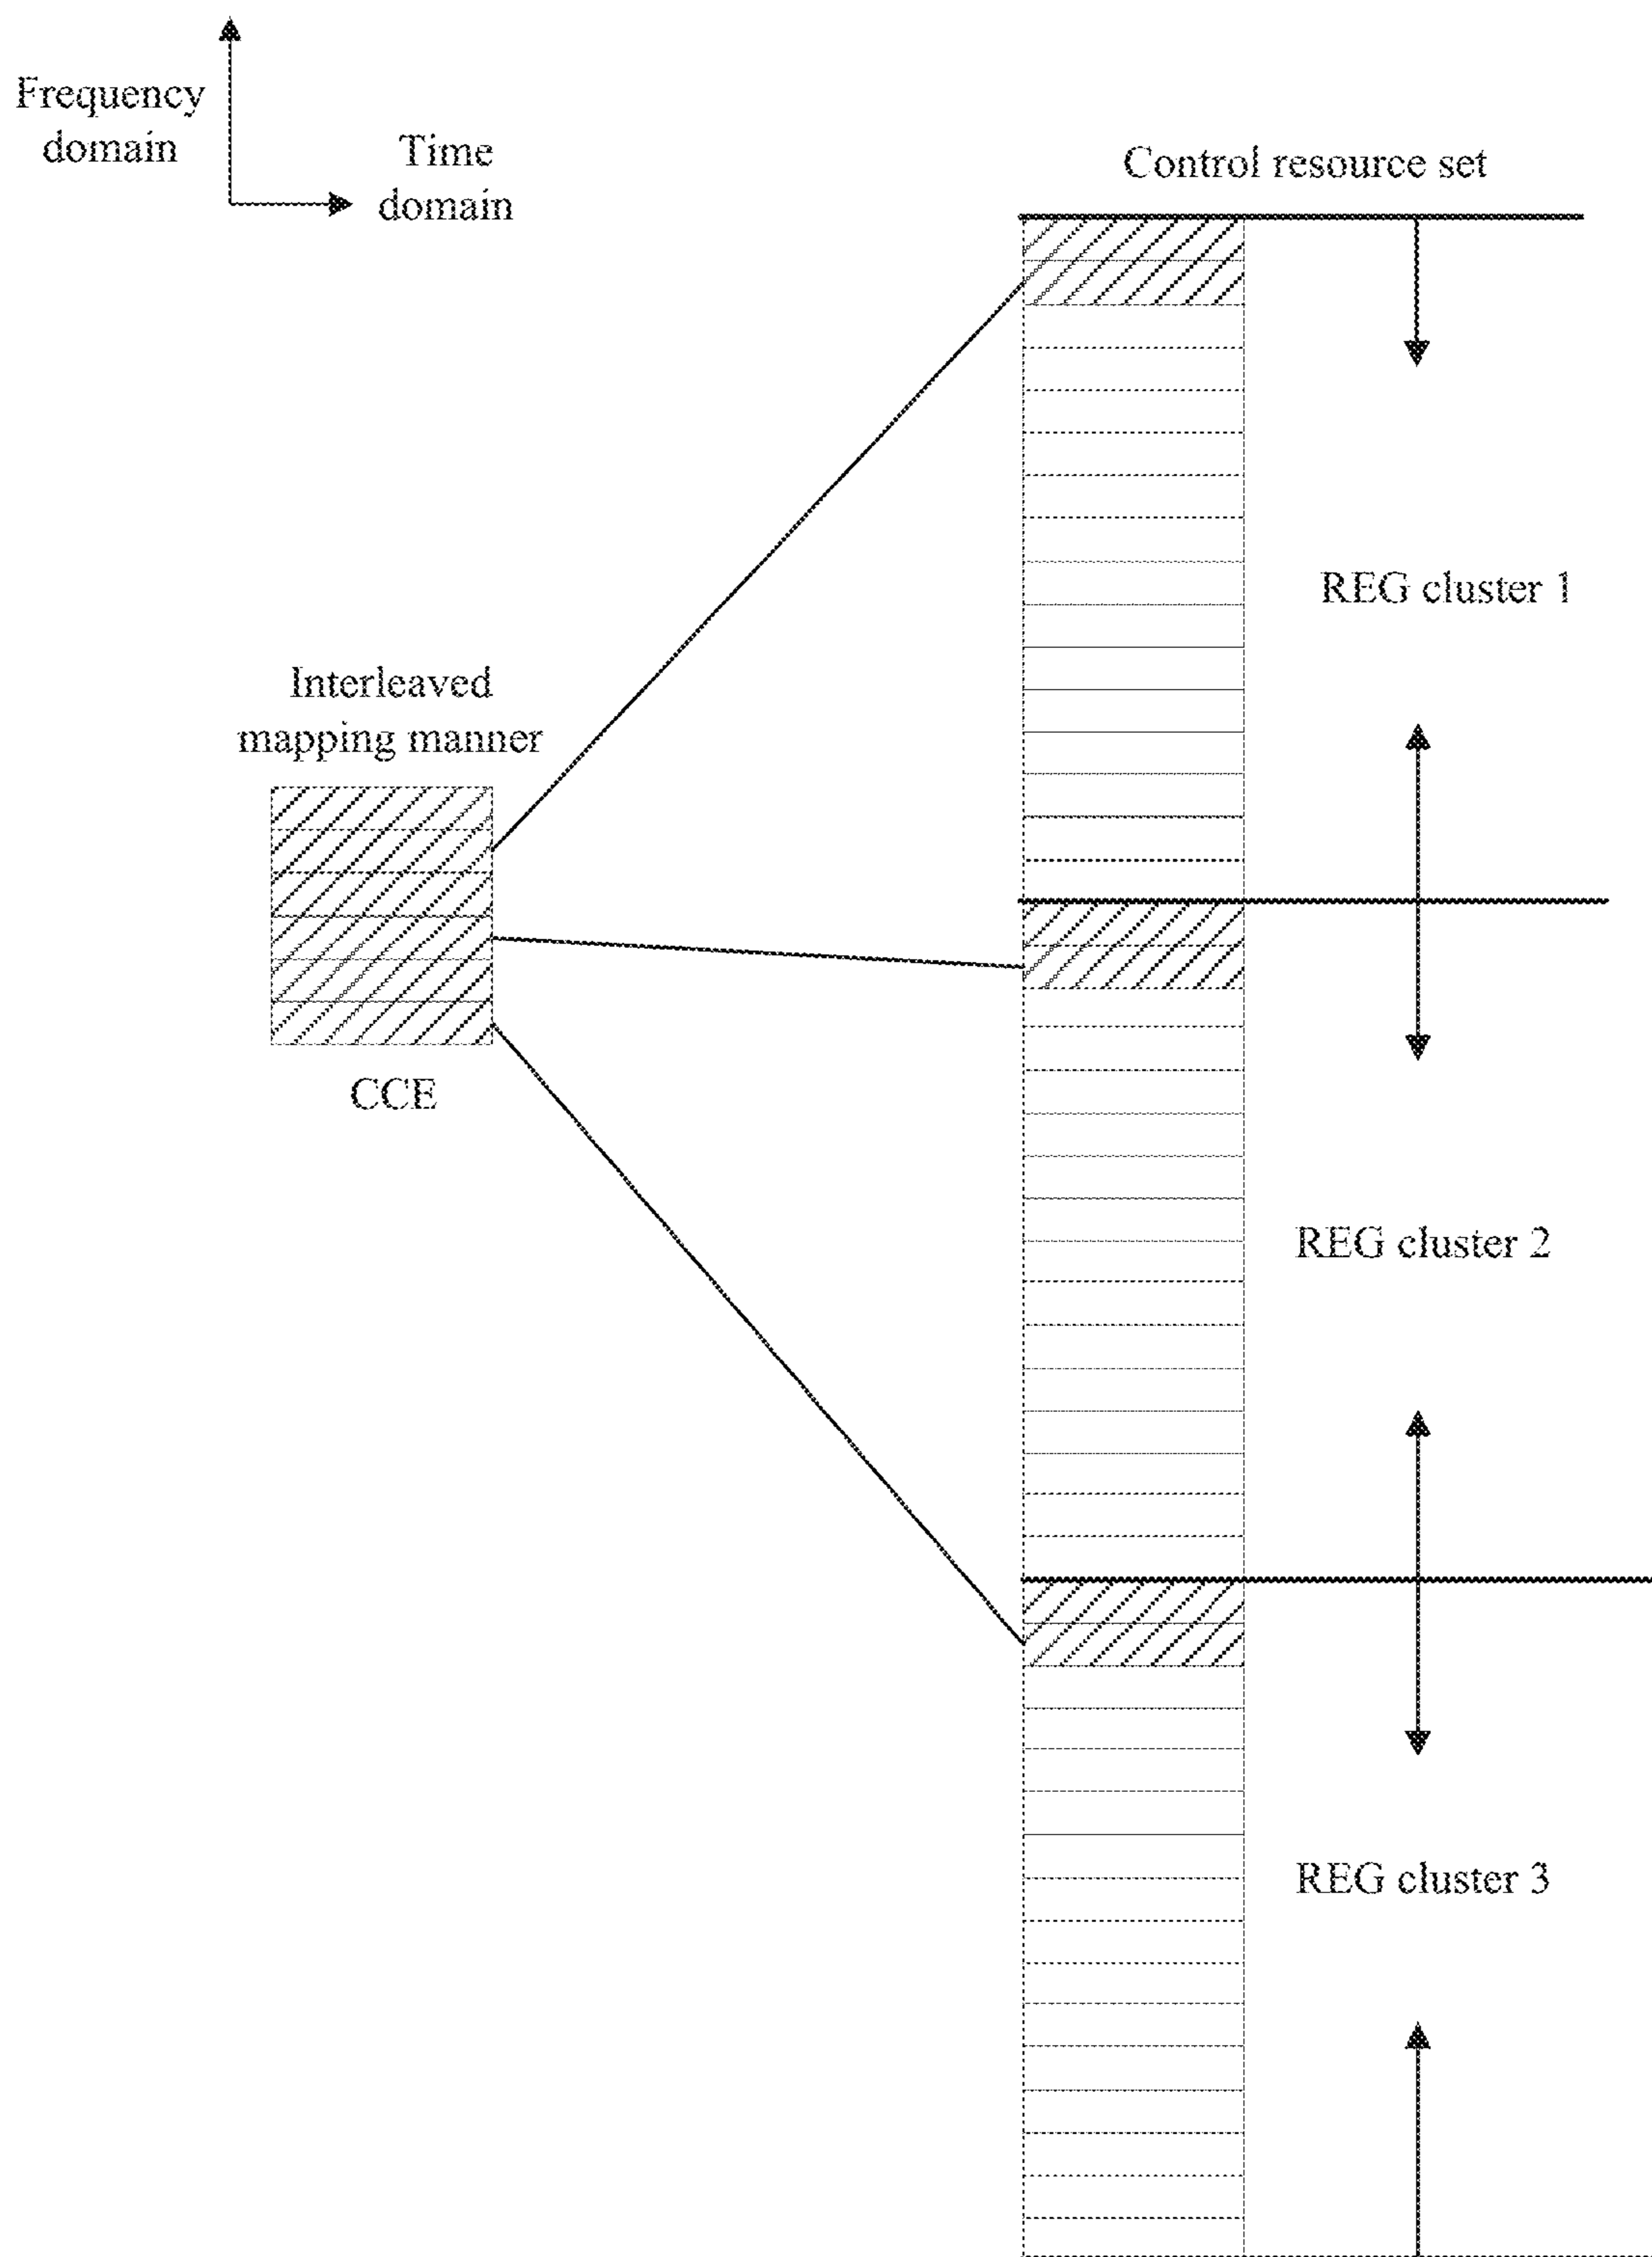 Frequency
domain
Time
domain
Control resource set
REG cluster 1
Interleaved
mapping manner
CCE
REG cluster 2
REG cluster 3